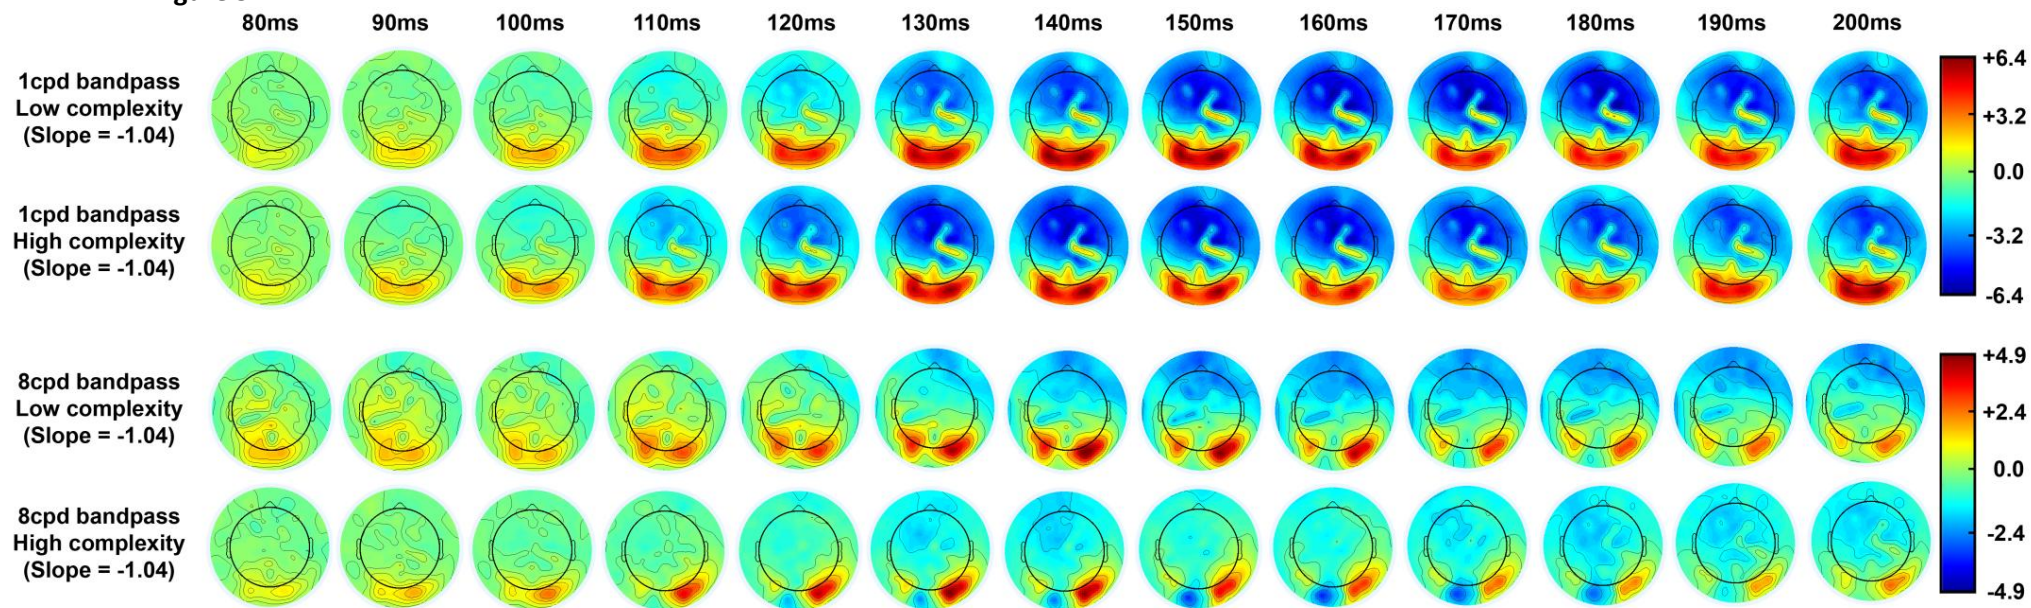 80ms 90ms 100ms 110ms 120ms 130ms 140ms 150ms 160ms 170ms 180ms 190ms 200ms
1cpd bandpass
Low complexity
(Slope = -1.04)
1cpd bandpass
High complexity
(Slope = -1.04)
+6.4
+3.2
0.0
-3.2
-6.4
8cpd bandpass
Low complexity
(Slope = -1.04)
8cpd bandpass
High complexity
(Slope = -1.04)
+4.9
+2.4
0.0
-2.4
-4.9